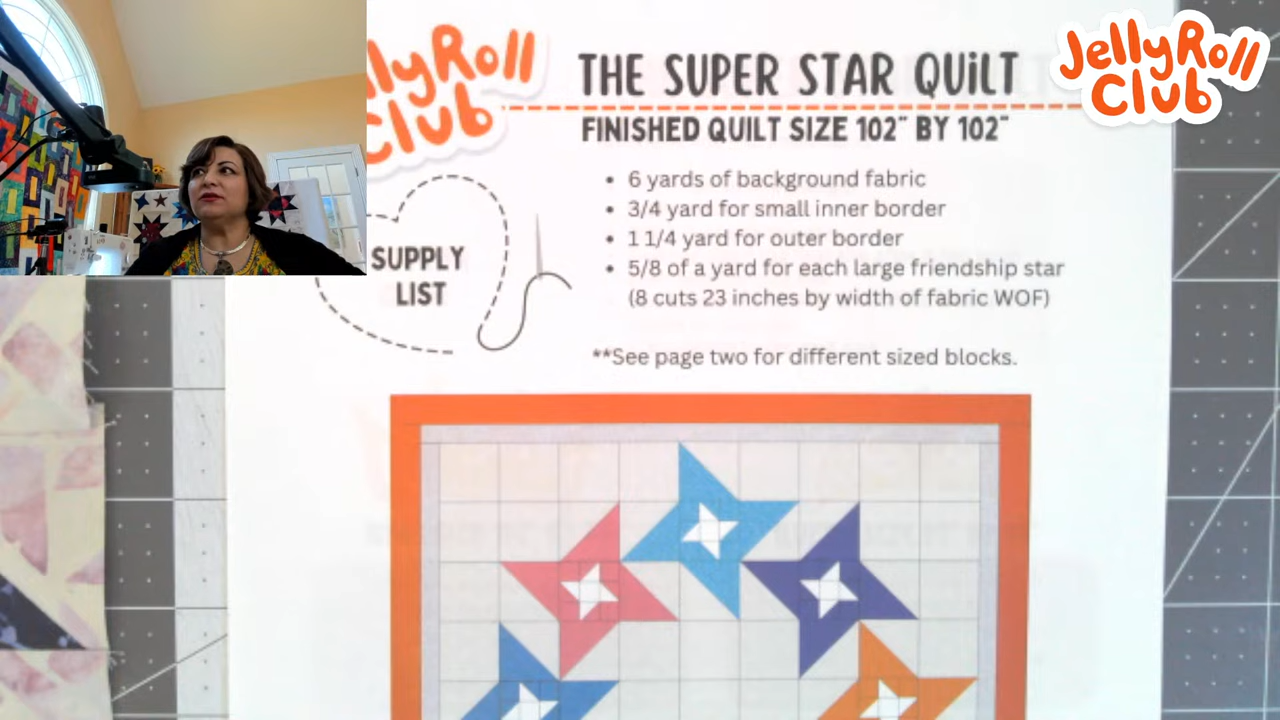 JellyRoll
Club
llyRoll
Club
THE SUPER STAR QUiLT
FINISHED QUILT SIZE 102" BY 102"
• 6 yards of background fabric
• 3/4 yard for small inner border
• 1 1/4 yard for outer border
• 5/8 of a yard for each large friendship star
(8 cuts 23 inches by width of fabric WOF)
SUPPLY
LIST
**See page two for different sized blocks.